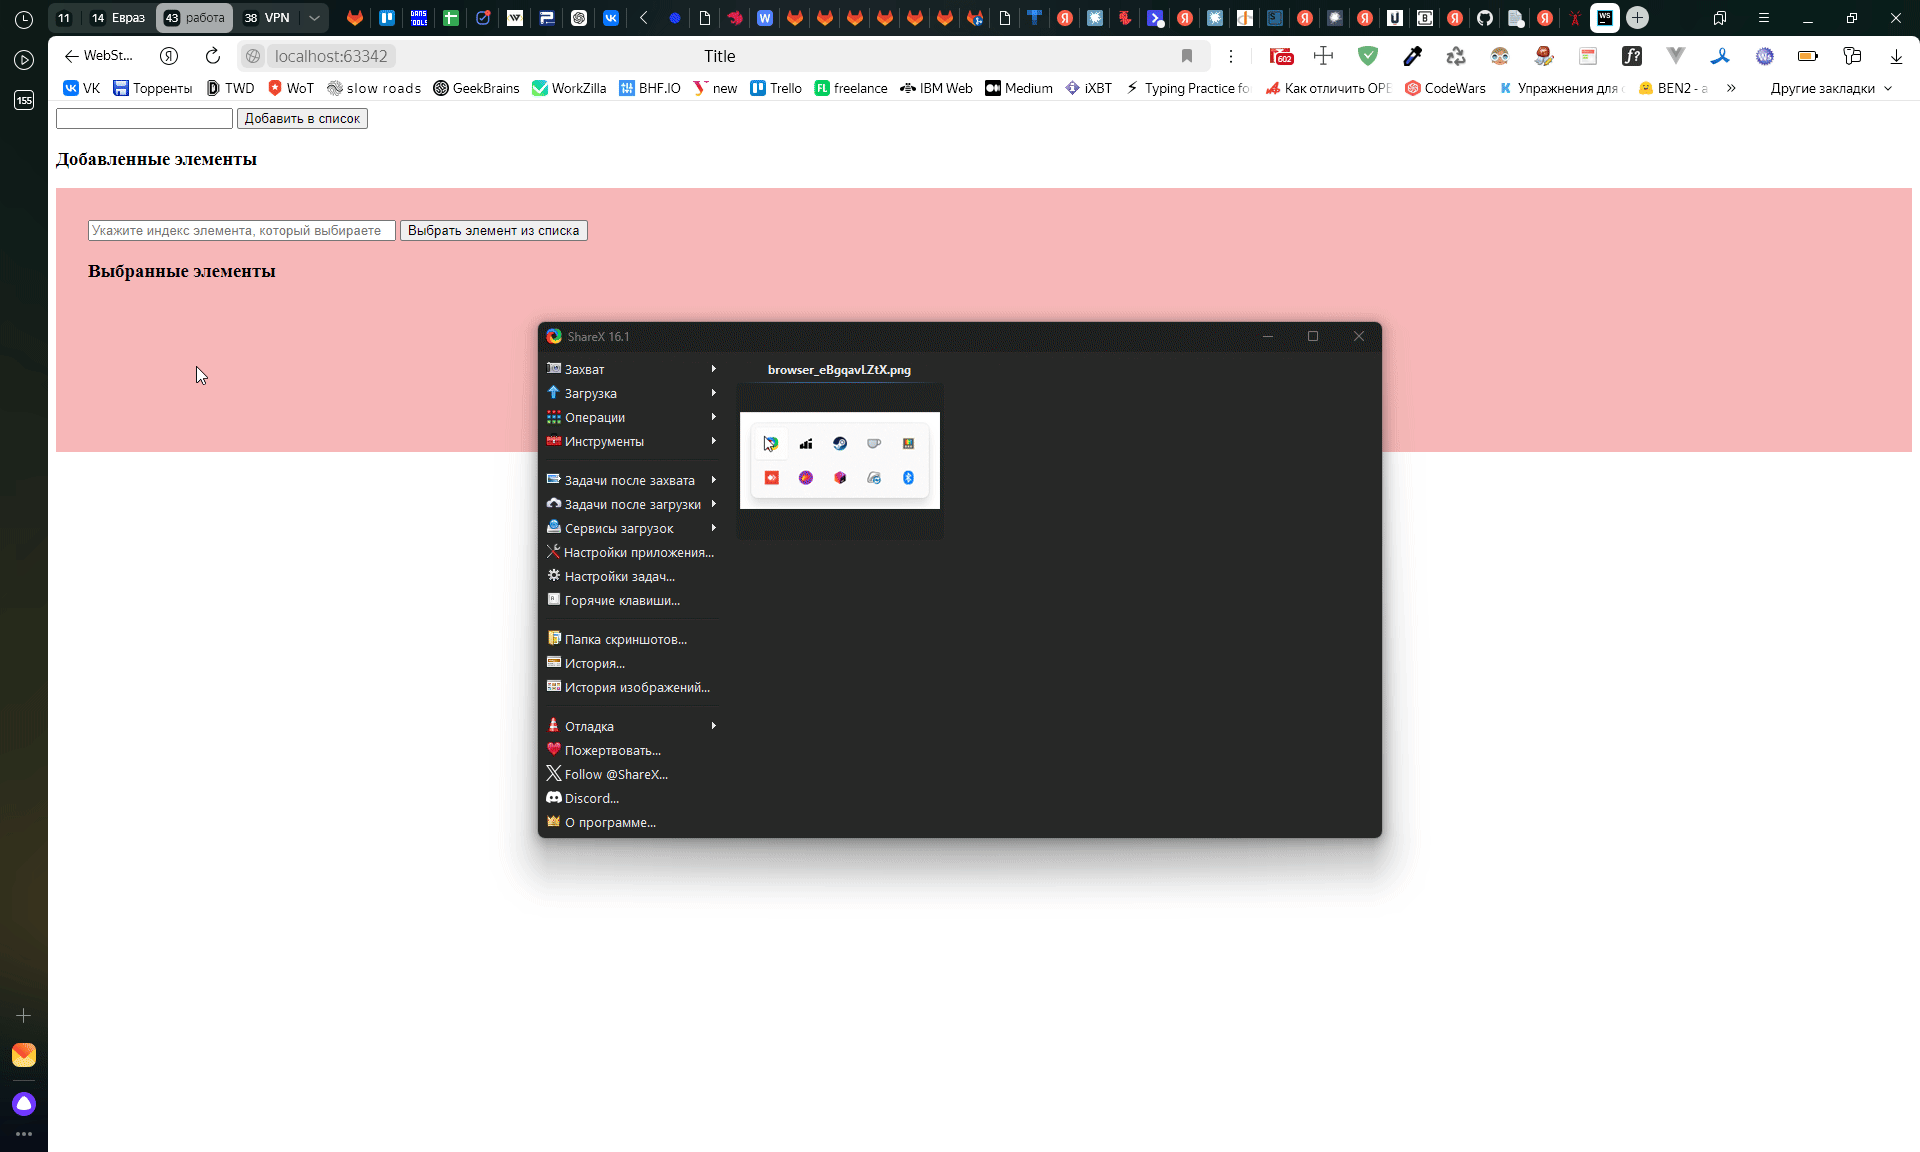 11 14 Евраз 43 работа 38 VPN
WebSt... localhost:63342 Title
602
155
VK Торренты TWD WoT slow roads GeekBrains WorkZilla BHF.IO new Trello freelance IBM Web Medium iXBT Typing Practice fo Как отличить OPE CodeWars Упражнения для BEN2 - a » Другие закладки
Добавить в список
Добавленные элементы
Укажите индекс элемента, который выбираете Выбрать элемент из списка
Выбранные элементы
ShareX 16.1
Захват
Загрузка
Операции
Инструменты
Задачи после захвата
Задачи после загрузки
Сервисы загрузок
Настройки приложения...
Настройки задач...
Горячие клавиши...
Папка скриншотов...
История...
История изображений...
Отладка
Пожертвовать...
Follow @ShareX...
Discord...
О программе...
browser_eBgqavLZtX.png